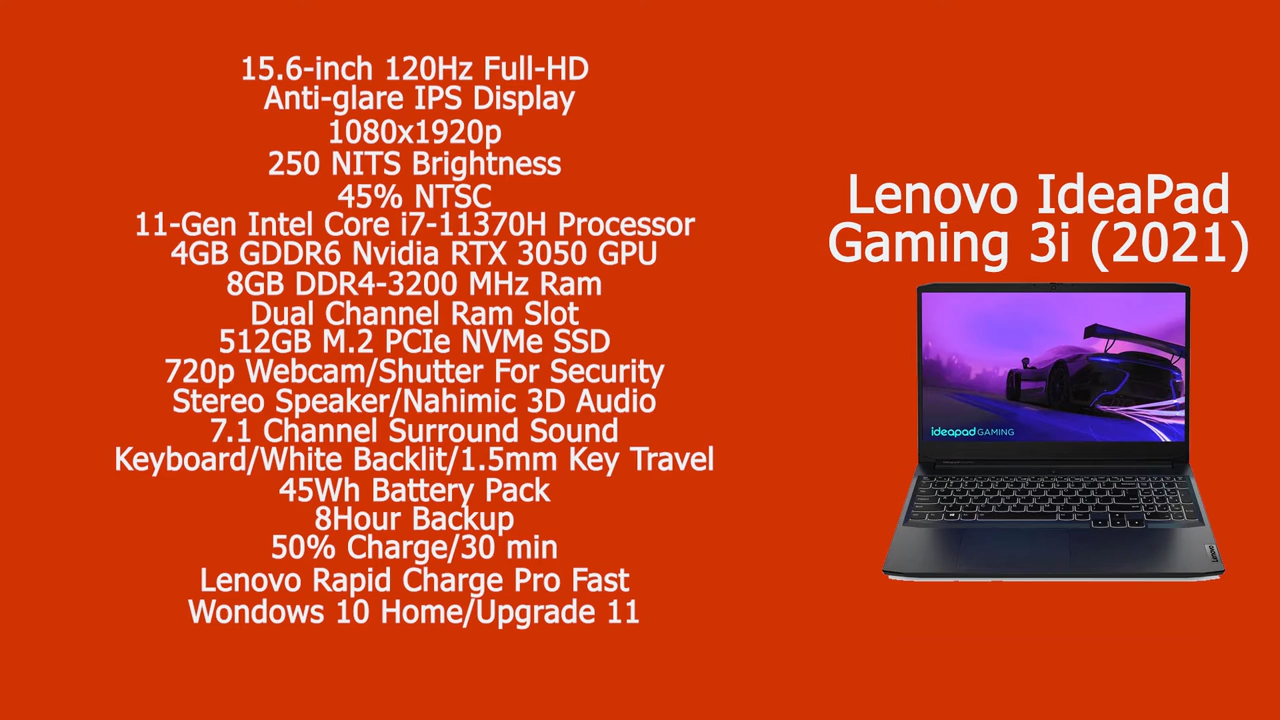 15.6-inch 120Hz Full-HD
Anti-glare IPS Display
1080x1920p
250 NITS Brightness
45% NTSC
11-Gen Intel Core i7-11370H Processor
4GB GDDR6 Nvidia RTX 3050 GPU
8GB DDR4-3200 MHz Ram
Dual Channel Ram Slot
512GB M.2 PCIe NVMe SSD
720p Webcam/Shutter For Security
Stereo Speaker/Nahimic 3D Audio
7.1 Channel Surround Sound
Keyboard/White Backlit/1.5mm Key Travel
45Wh Battery Pack
8Hour Backup
50% Charge/30 min
Lenovo Rapid Charge Pro Fast
Wondows 10 Home/Upgrade 11
Lenovo IdeaPad
Gaming 3i (2021)
ideapad GAMING
Lenovo